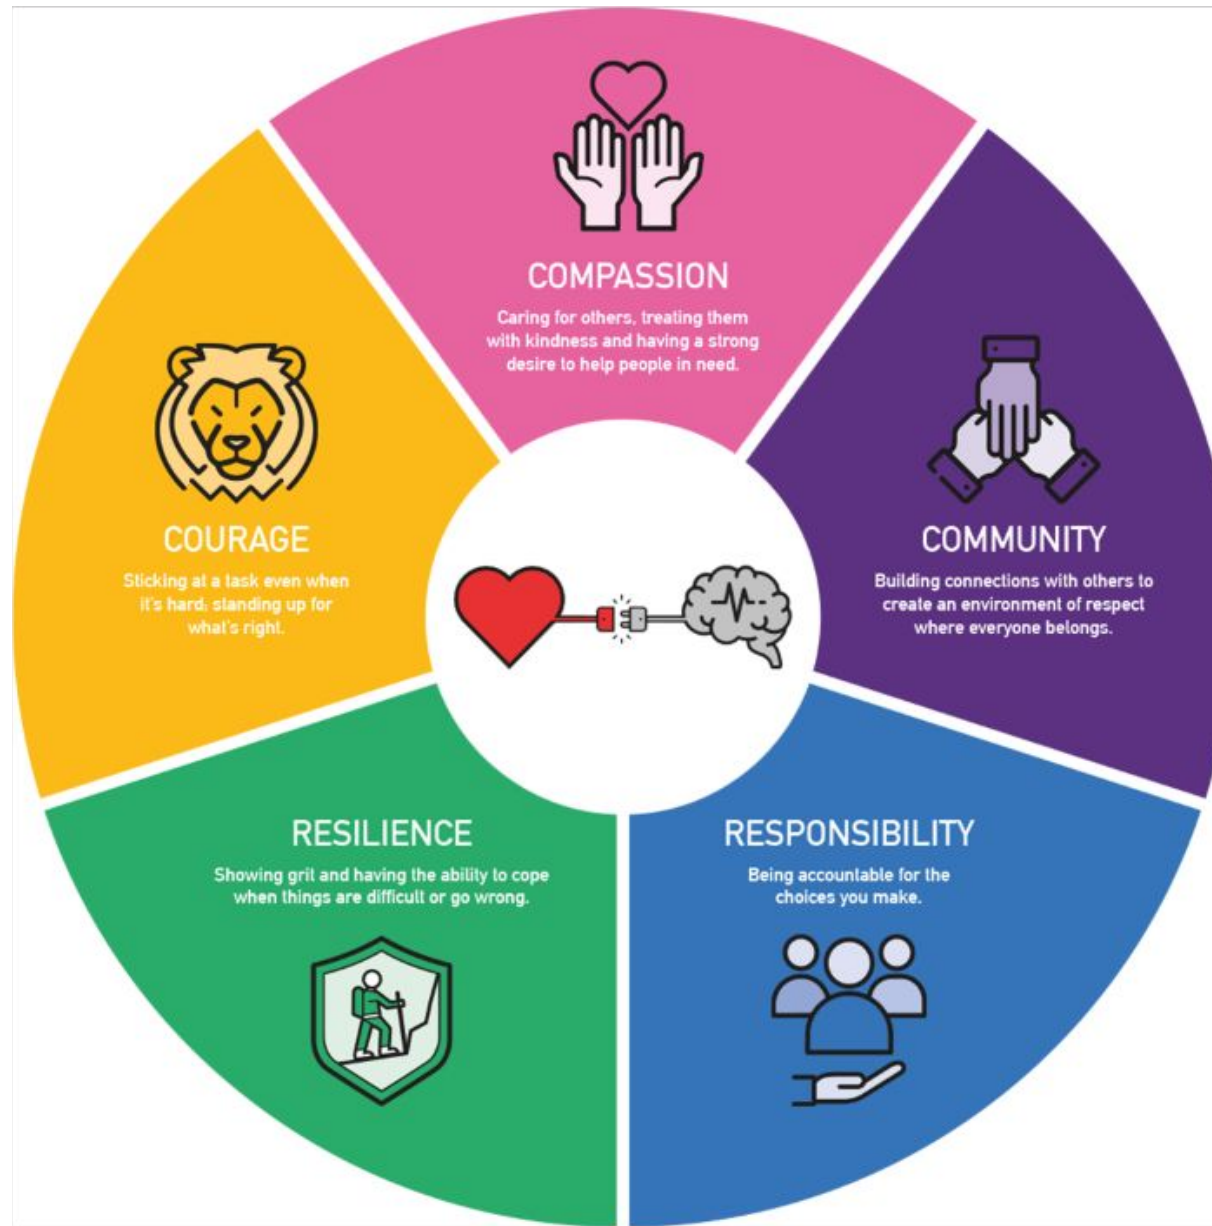 COMPASSION
Caring for others, treating them
with kindness and having a strong
desire to help people in need.
COURAGE
Sticking at a task even when
it's hard; standing up for
what's right.
COMMUNITY
Building connections with others to
create an environment of respect
where everyone belongs.
RESILIENCE
Showing grit and having the ability to cope
when things are difficult or go wrong.
RESPONSIBILITY
Being accountable for the
choices you make.